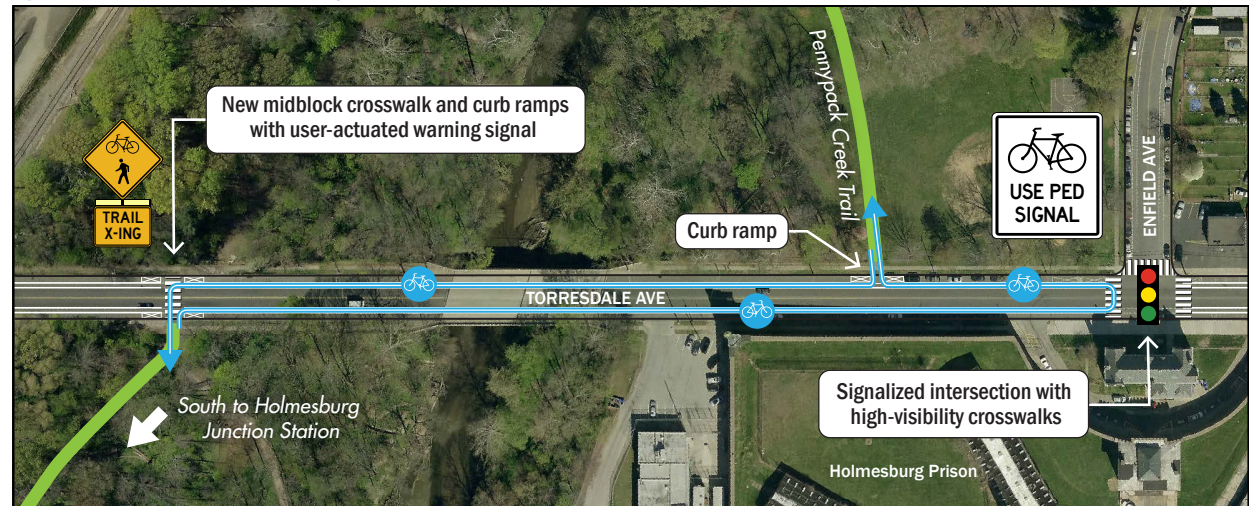 New midblock crosswalk and curb ramps
with user-actuated warning signal
TRAIL
X-ING
Pennypack Creek Trail
Curb ramp
USE PED
SIGNAL
ENFIELD AVE
TORRESDALE AVE
South to Holmesburg
Junction Station
Signalized intersection with
high-visibility crosswalks
Holmesburg Prison